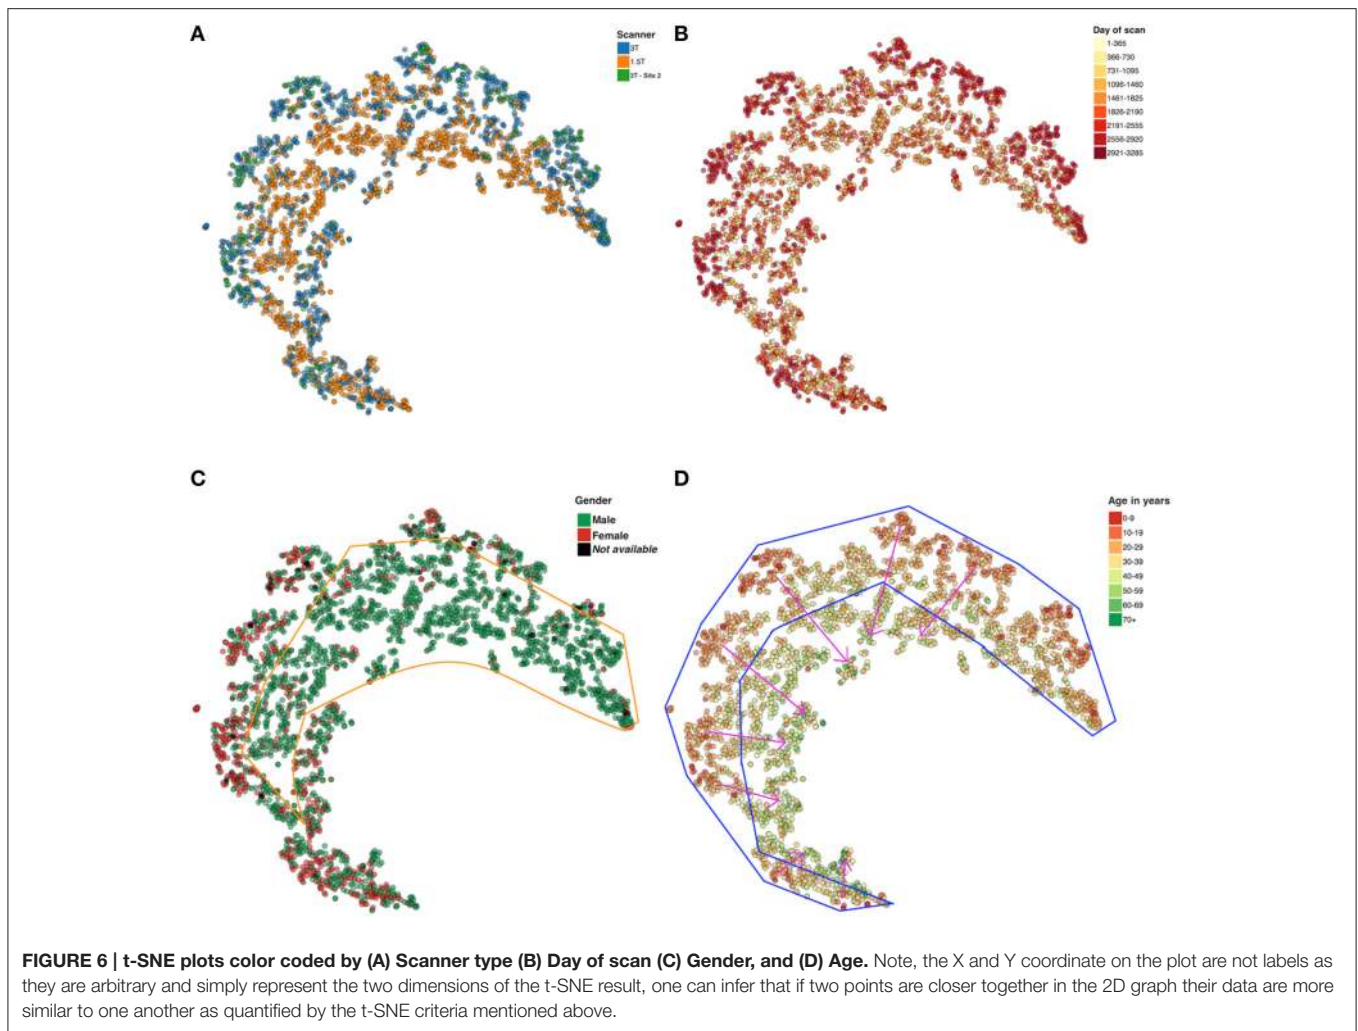 A
Scanner
3T
1.5T
3T - Site 2
B
Day of scan
1-365
366-730
731-1095
1096-1460
1461-1825
1826-2190
2191-2555
2556-2920
2921-3285
C
Gender
Male
Female
Not available
D
Age in years
0-9
10-19
20-29
30-39
40-49
50-59
60-69
70+
FIGURE 6 | t-SNE plots color coded by (A) Scanner type (B) Day of scan (C) Gender, and (D) Age. Note, the X and Y coordinate on the plot are not labels as
they are arbitrary and simply represent the two dimensions of the t-SNE result, one can infer that if two points are closer together in the 2D graph their data are more
similar to one another as quantified by the t-SNE criteria mentioned above.